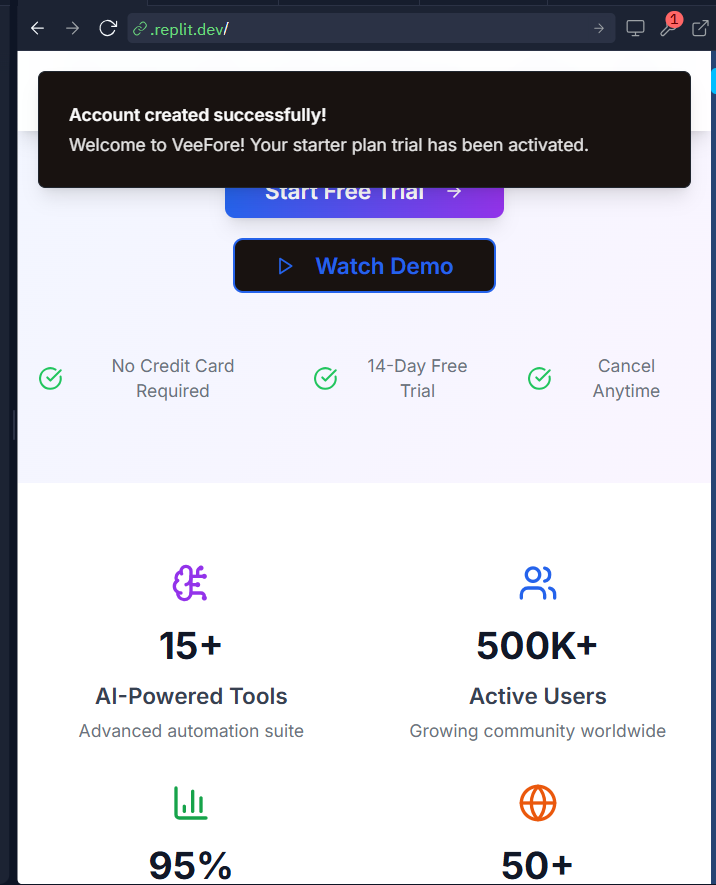 .replit.dev/
1
Account created successfully!
Welcome to VeeFore! Your starter plan trial has been activated.
Start Free Trial
Watch Demo
No Credit Card
Required
14-Day Free
Trial
Cancel
Anytime
15+
AI-Powered Tools
Advanced automation suite
500K+
Active Users
Growing community worldwide
95%
50+